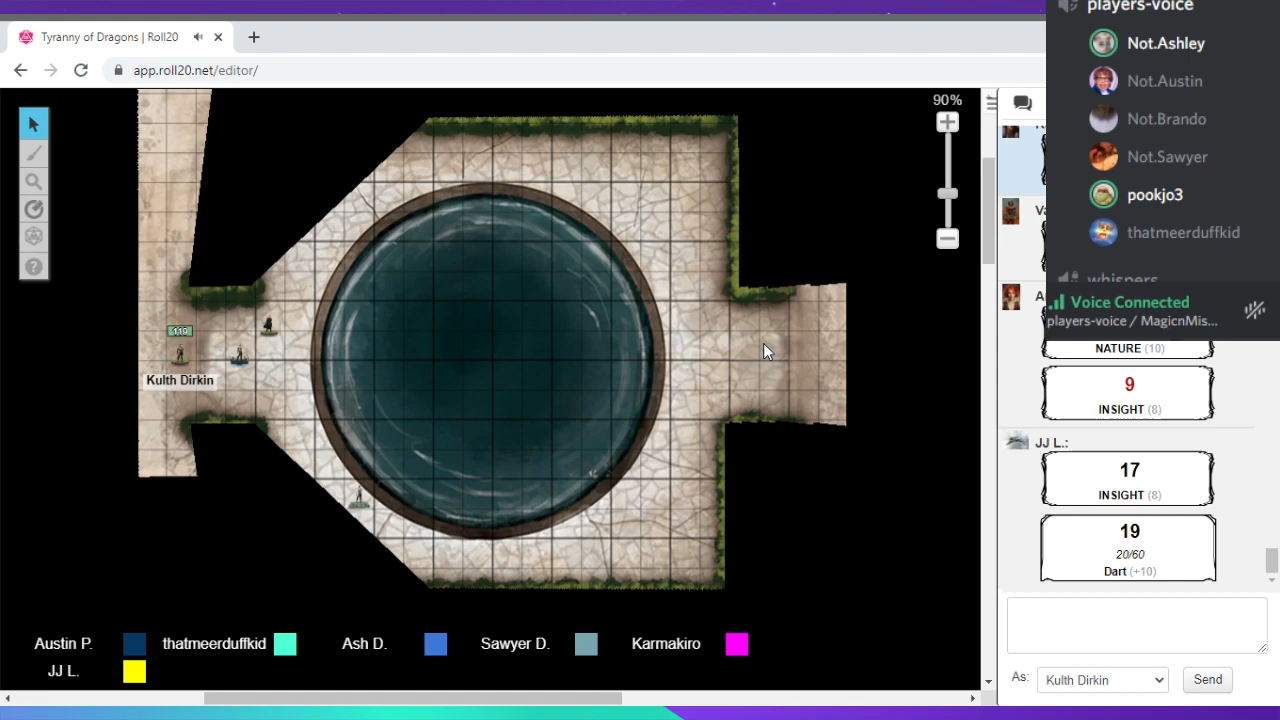 players-voice
Tyranny of Dragons | Roll20
Not.Ashley
app.roll20.net/editor/
Not.Austin
90%
Not.Brando
Not.Sawyer
pookjo3
thatmeerduffkid
whispers
Voice Connected
players-voice / MagicnMis...
110
Kulth Dirkin
NATURE (10)
9
INSIGHT (8)
JJ L.:
17
INSIGHT (8)
19
20/60
Dart (+10)
Austin P.
thatmeerduffkid
Ash D.
Sawyer D.
Karmakiro
JJ L.
As:
Kulth Dirkin
Send